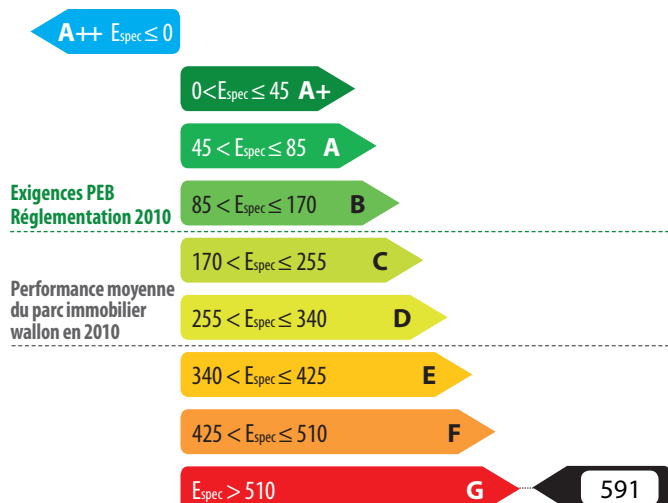 A++ Espec ≤ 0
0<Espec ≤ 45 A+
45 < Espec ≤ 85 A
Exigences PEB
Réglementation 2010
85 < Espec ≤ 170 B
170 < Espec ≤ 255 C
Performance moyenne
du parc immobilier
wallon en 2010
255 < Espec ≤ 340 D
340 < Espec ≤ 425 E
425 < Espec ≤ 510 F
Espec > 510 G 591